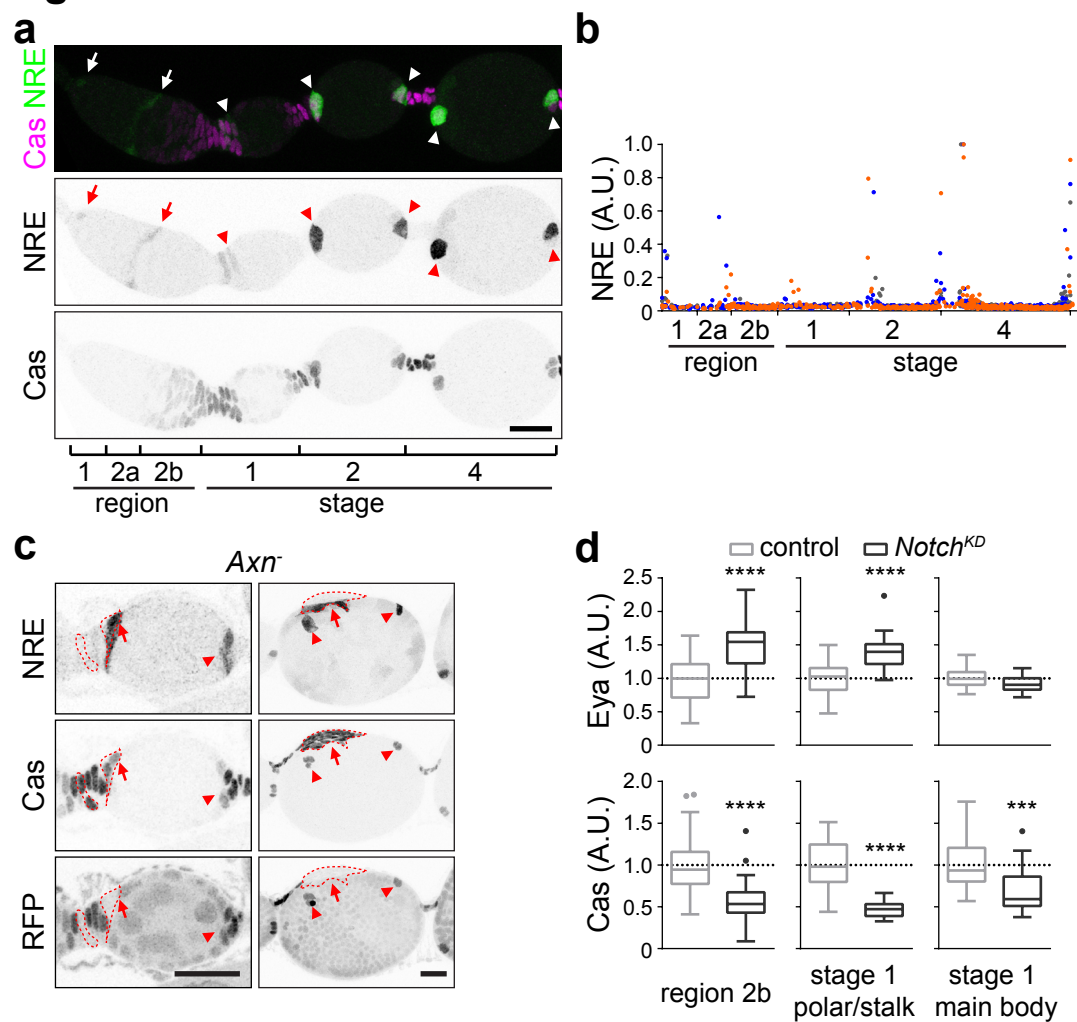 a
Cas NRE
NRE
Cas
1 2a 2b 1 2 4
region stage
b
NRE (A.U.)
1.0
0.8
0.6
0.4
0.2
0
1 2a 2b 1 2 4
region stage
c
Axn-
NRE
Cas
RFP
d
control NotchKD
Eya (A.U.)
2.5
2.0
1.5
1.0
0.5
0
**** ****
Cas (A.U.)
2.0
1.5
1.0
0.5
0
**** **** ***
region 2b
stage 1 polar/stalk
stage 1 main body